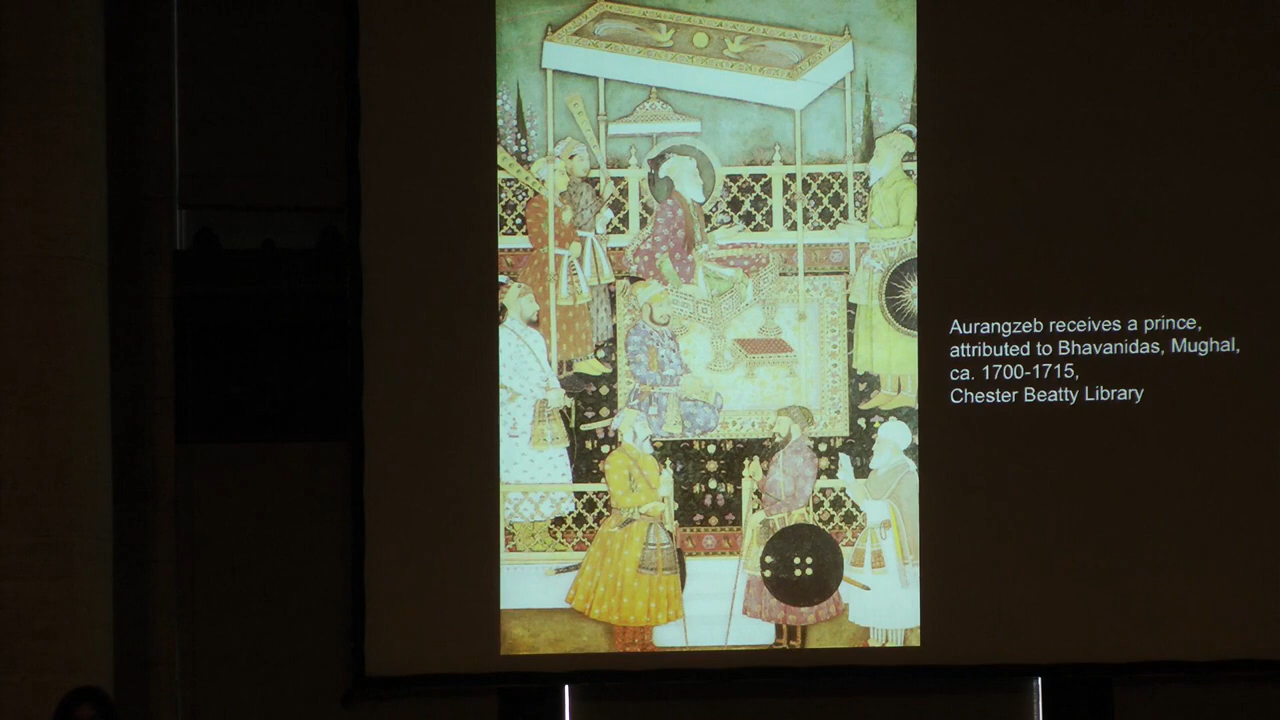 Aurangzeb receives a prince,
attributed to Bhavanidas, Mughal,
ca. 1700-1715,
Chester Beatty Library